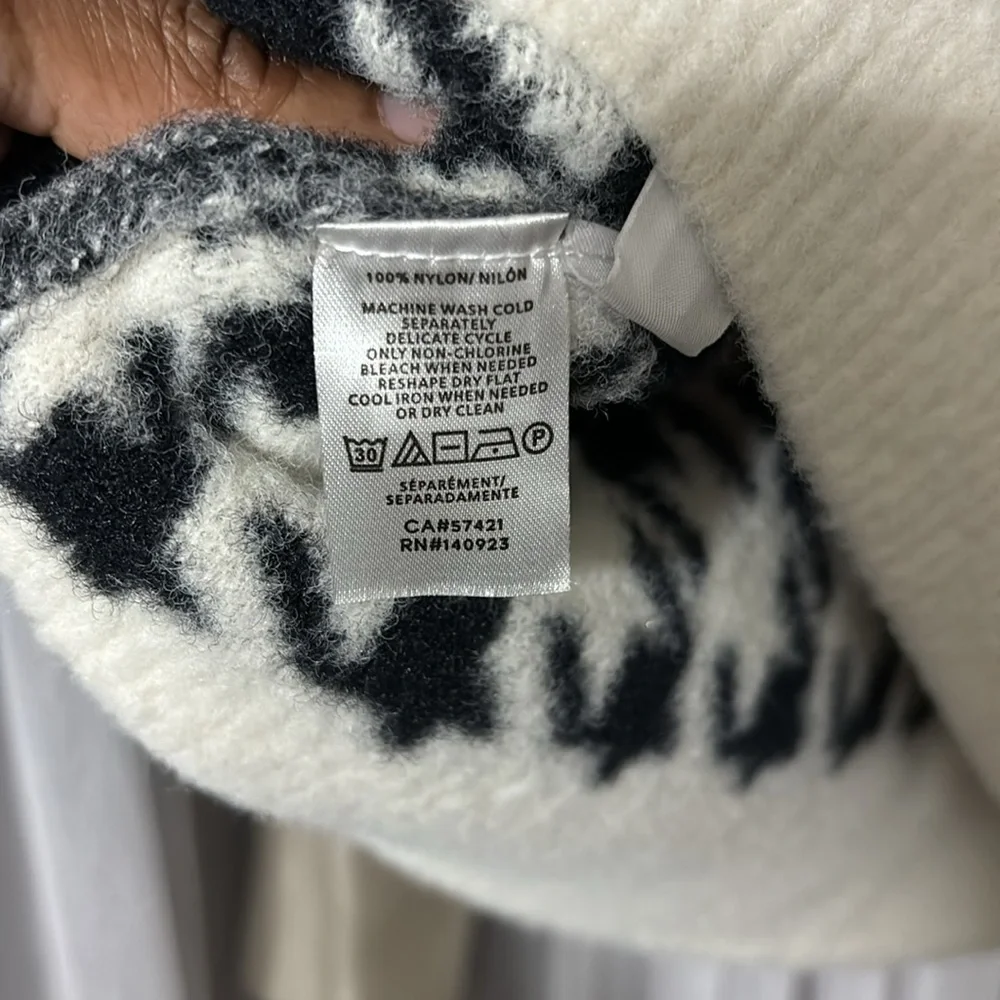 100% NYLON/ NILÓN
MACHINE WASH COLD
SEPARATELY
DELICATE CYCLE
ONLY NON-CHLORINE
BLEACH WHEN NEEDED
RESHAPE DRY FLAT
COOL IRON WHEN NEEDED
OR DRY CLEAN
30 P
SÉPARÉMENT/
SEPARADAMENTE
CA#57421
RN#140923